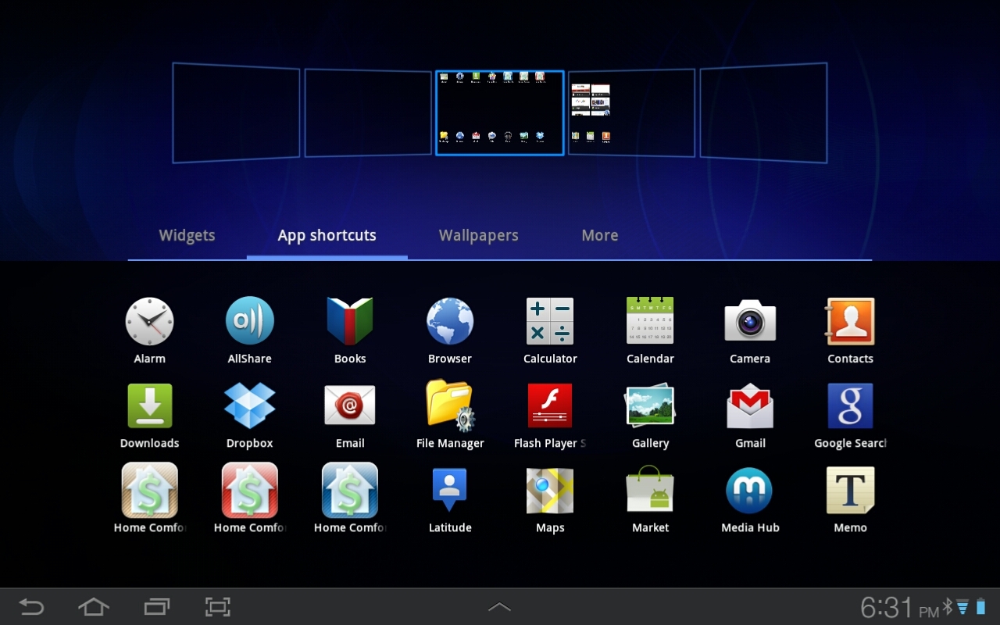 Widgets
App shortcuts
Wallpapers
More
Alarm
AllShare
Books
Browser
Calculator
Calendar
Camera
Contacts
Downloads
Dropbox
Email
File Manager
Flash Player S
Gallery
Gmail
Google Search
Home Comfo
Home Comfo
Home Comfo
Latitude
Maps
Market
Media Hub
Memo
6:31 PM